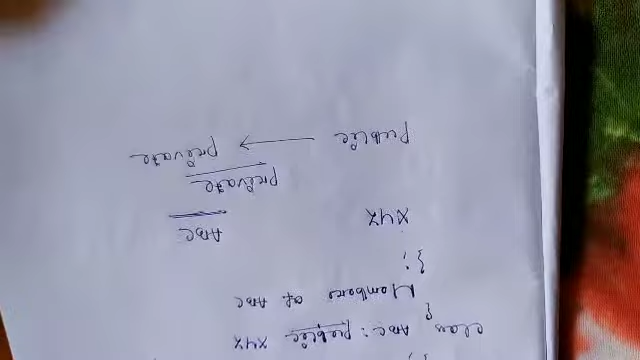 };
class ABC : public XYZ
{
Members of ABC
};
XYZ ABC
private
public → private